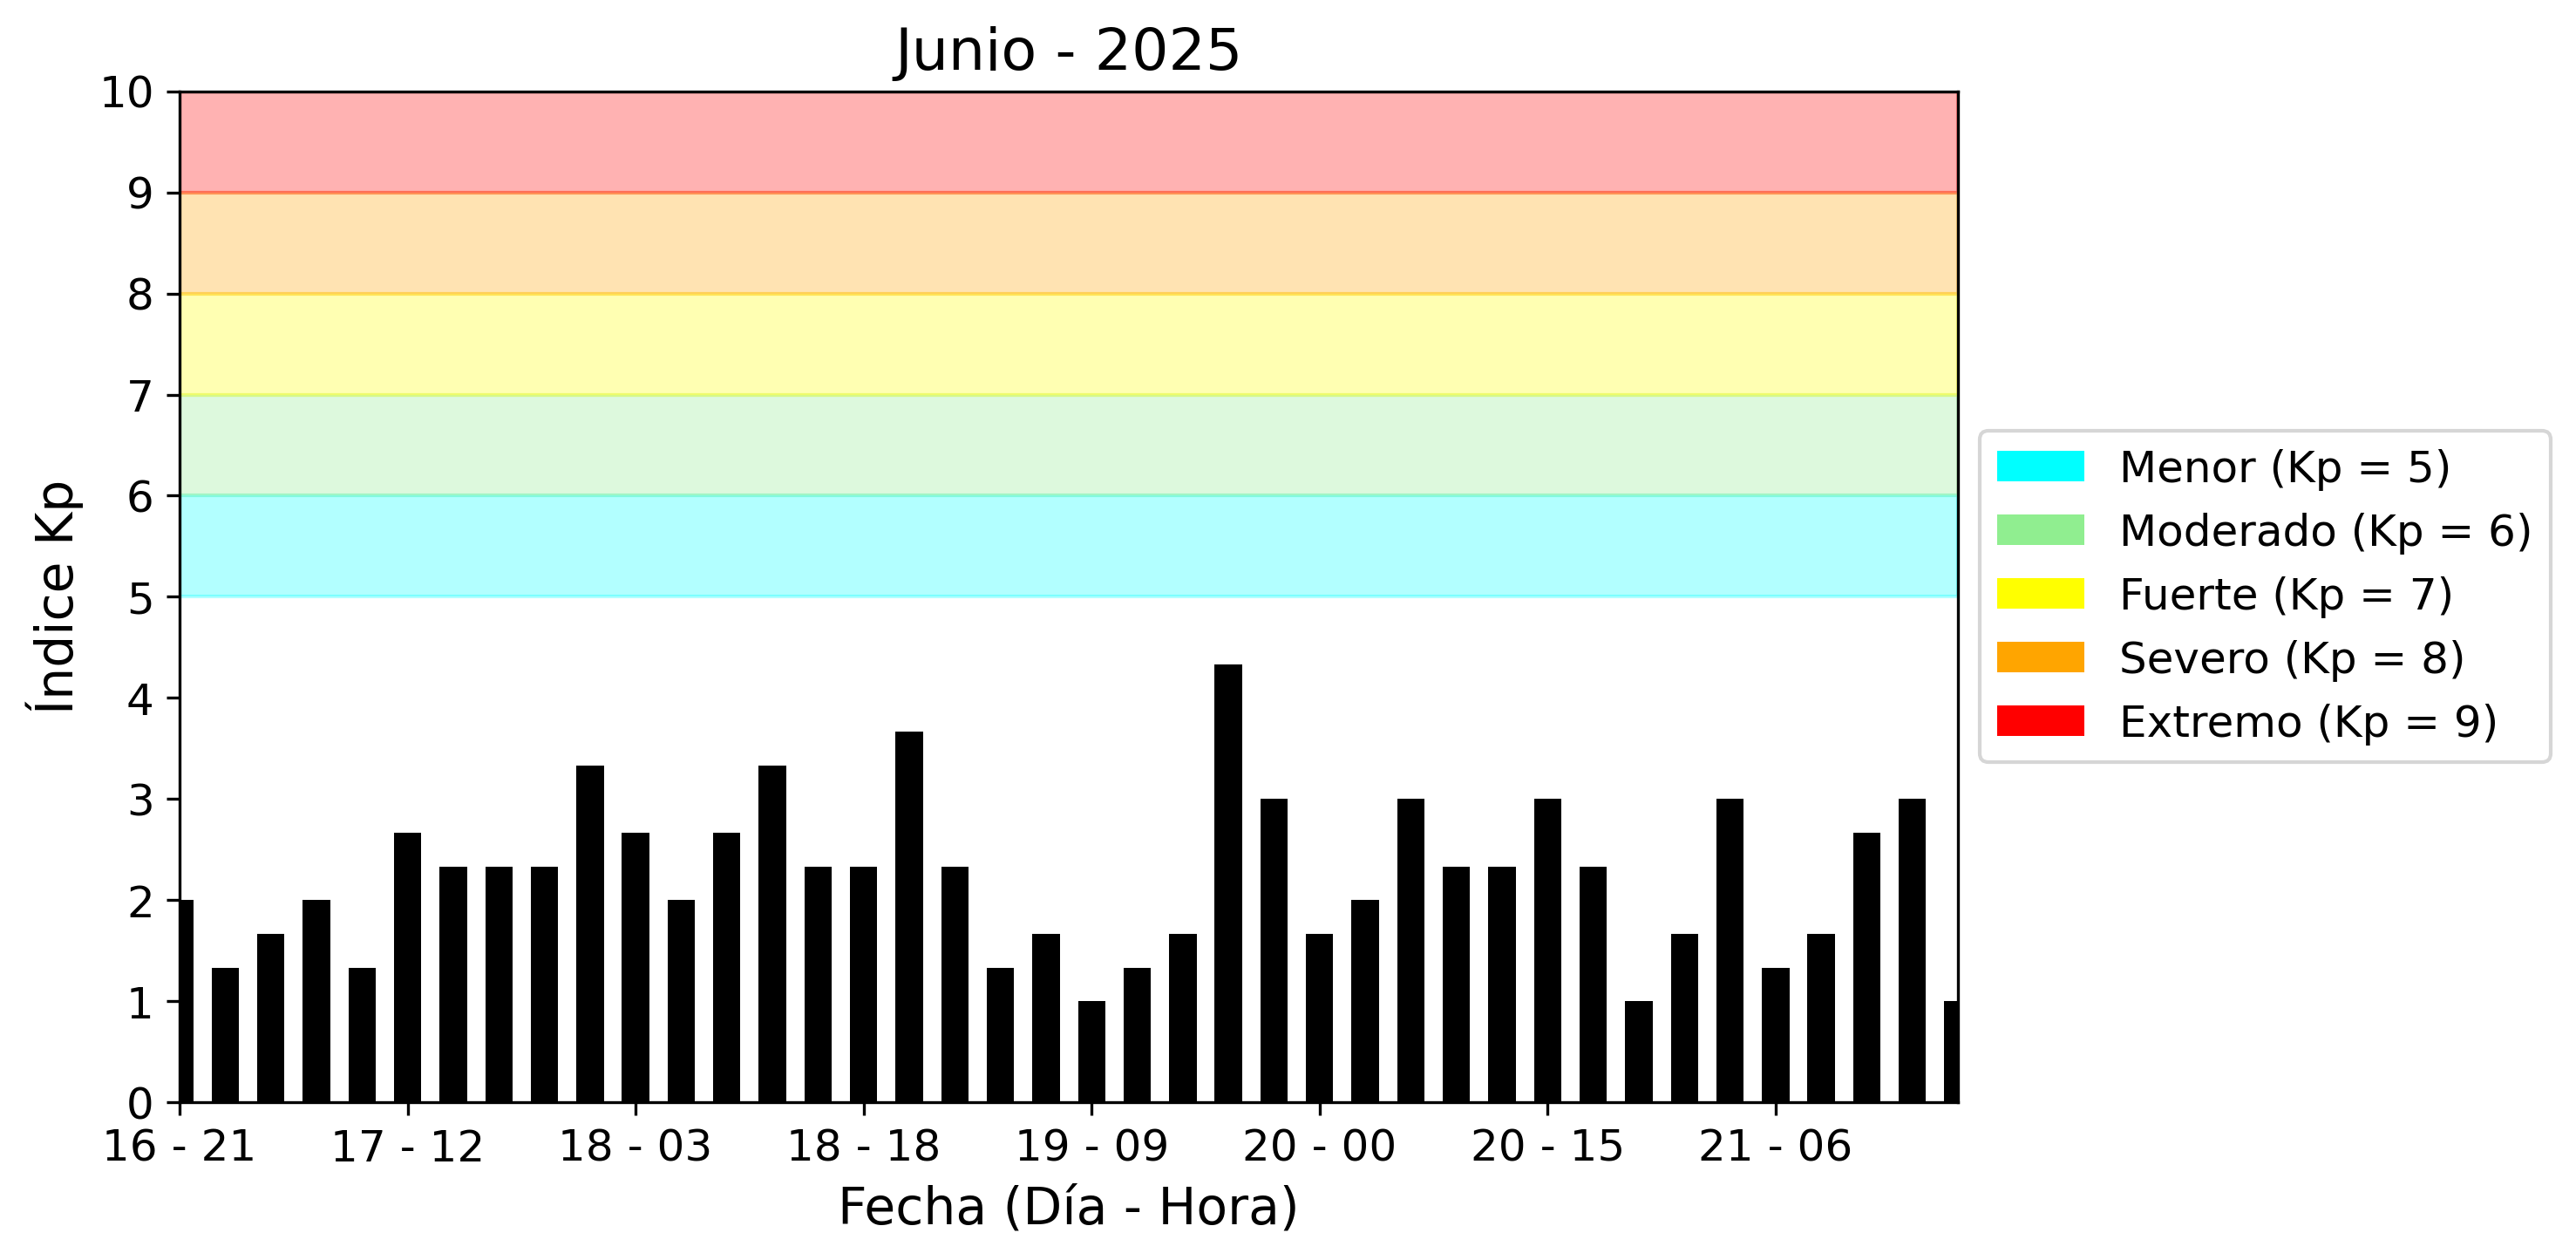 Junio - 2025
10
9
8
7
6
5
4
3
2
1
0
Índice Kp
16 - 21 17 - 12 18 - 03 18 - 18 19 - 09 20 - 00 20 - 15 21 - 06
Fecha (Día - Hora)
Menor (Kp = 5)
Moderado (Kp = 6)
Fuerte (Kp = 7)
Severo (Kp = 8)
Extremo (Kp = 9)